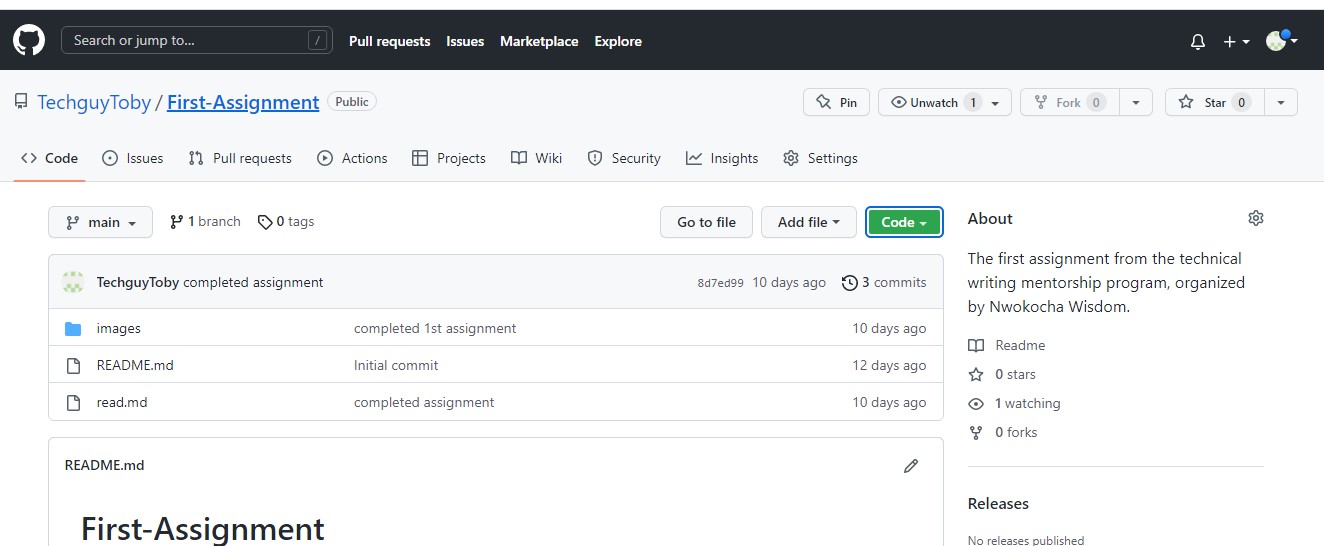 Search or jump to... /
Pull requests Issues Marketplace Explore
TechguyToby / First-Assignment Public
Pin Unwatch 1 Fork 0 Star 0
Code Issues Pull requests Actions Projects Wiki Security Insights Settings
main 1 branch 0 tags Go to file Add file Code
TechguyToby completed assignment 8d7ed99 10 days ago 3 commits
images completed 1st assignment 10 days ago
README.md Initial commit 12 days ago
read.md completed assignment 10 days ago
README.md
First-Assignment
About
The first assignment from the technical
writing mentorship program, organized
by Nwokocha Wisdom.
Readme
0 stars
1 watching
0 forks
Releases
No releases published